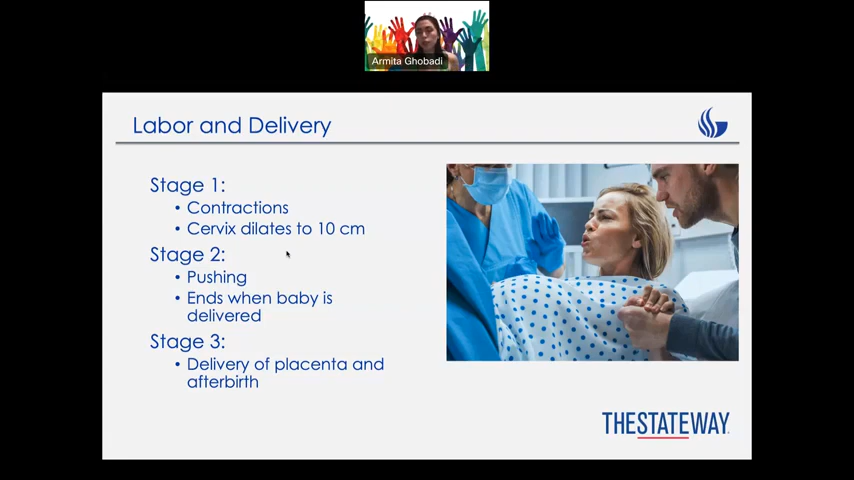 Armita Ghobadi
Labor and Delivery
Stage 1:
• Contractions
• Cervix dilates to 10 cm
Stage 2:
• Pushing
• Ends when baby is
delivered
Stage 3:
• Delivery of placenta and
afterbirth
THESTATEWAY.